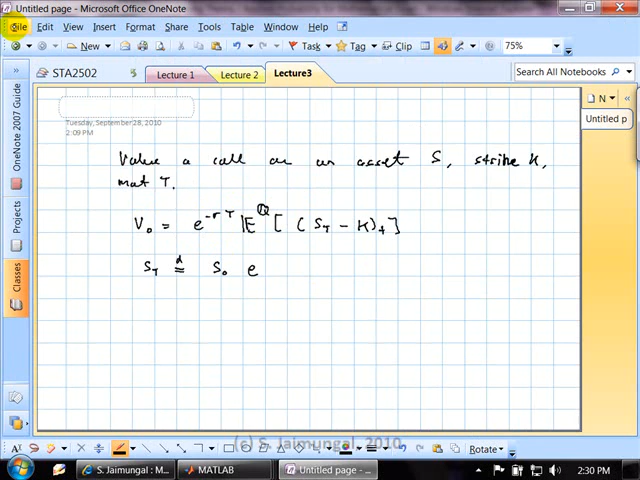 Untitled page - Microsoft Office OneNote
File Edit View Insert Format Share Tools Table Window Help
New Task Tag Clip 75%
STA2502 Lecture 1 Lecture 2 Lecture3 Search All Notebooks
OneNote 2007 Guide
Projects
Classes
N
Untitled p
Tuesday, September 28, 2010
2:09 PM
Value a call on an asset S, strike K,
mat T.
V₀ = e^{-rT} 𝔼^ℚ [ ( S_T - K )₊ ]
S_T =^d S₀ e
(c) S. Jaimungal, 2010
Rotate
S. Jaimungal : M... MATLAB Untitled page - Mic... 2:30 PM